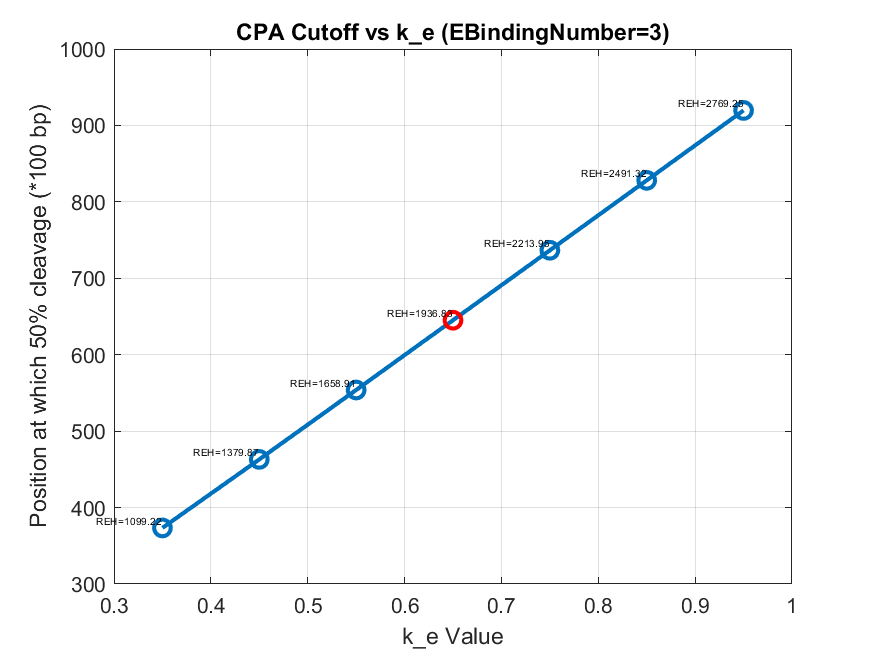 CPA Cutoff vs k_e (EBindingNumber=3)
Position at which 50% cleavage (*100 bp)
1000
900
800
700
600
500
400
300
REH=2769.25
REH=2491.32
REH=2213.95
REH=1936.83
REH=1658.91
REH=1379.87
REH=1099.22
0.3 0.4 0.5 0.6 0.7 0.8 0.9 1
k_e Value